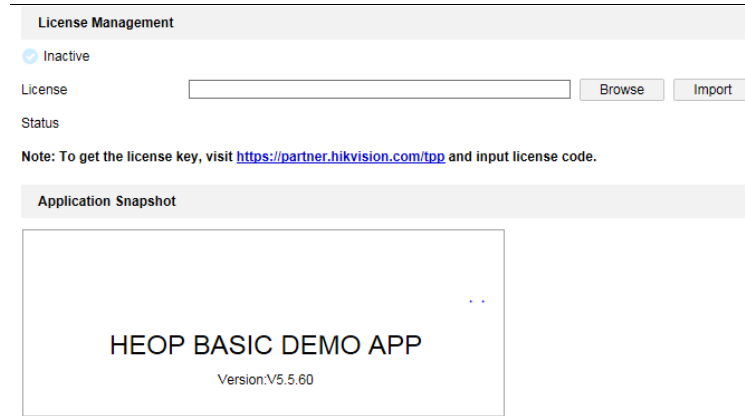 License Management
Inactive
License Browse Import
Status
Note: To get the license key, visit https://partner.hikvision.com/tpp and input license code.
Application Snapshot
HEOP BASIC DEMO APP
Version:V5.5.60